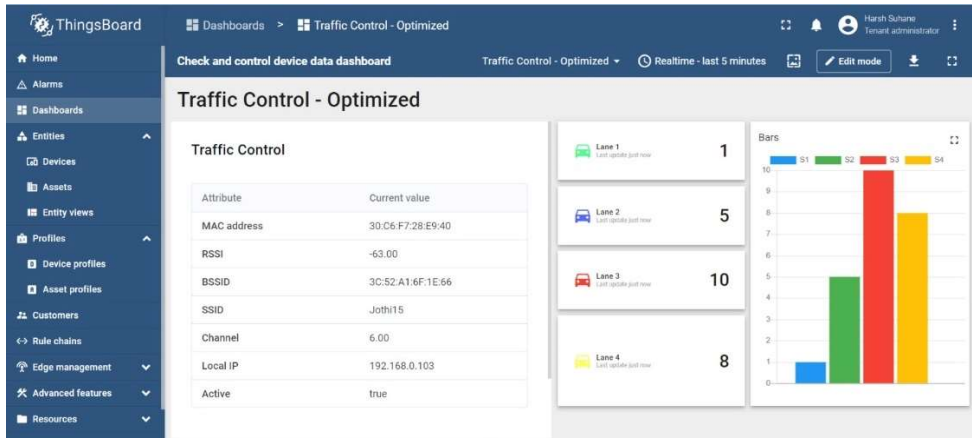 ThingsBoard
Dashboards > Traffic Control - Optimized
Harsh Suhane
Tenant administrator
Home
Alarms
Dashboards
Entities
Devices
Assets
Entity views
Profiles
Device profiles
Asset profiles
Customers
Rule chains
Edge management
Advanced features
Resources
Check and control device data dashboard
Traffic Control - Optimized
Realtime - last 5 minutes
Edit mode
Traffic Control - Optimized
Traffic Control
Attribute Current value
MAC address 30:C6:F7:28:E9:40
RSSI -63.00
BSSID 3C:52:A1:6F:1E:66
SSID Jothi15
Channel 6.00
Local IP 192.168.0.103
Active true
Lane 1 1
Last update just now
Lane 2 5
Last update just now
Lane 3 10
Last update just now
Lane 4 8
Last update just now
Bars
S1 S2 S3 S4
10
9
8
7
6
5
4
3
2
1
0